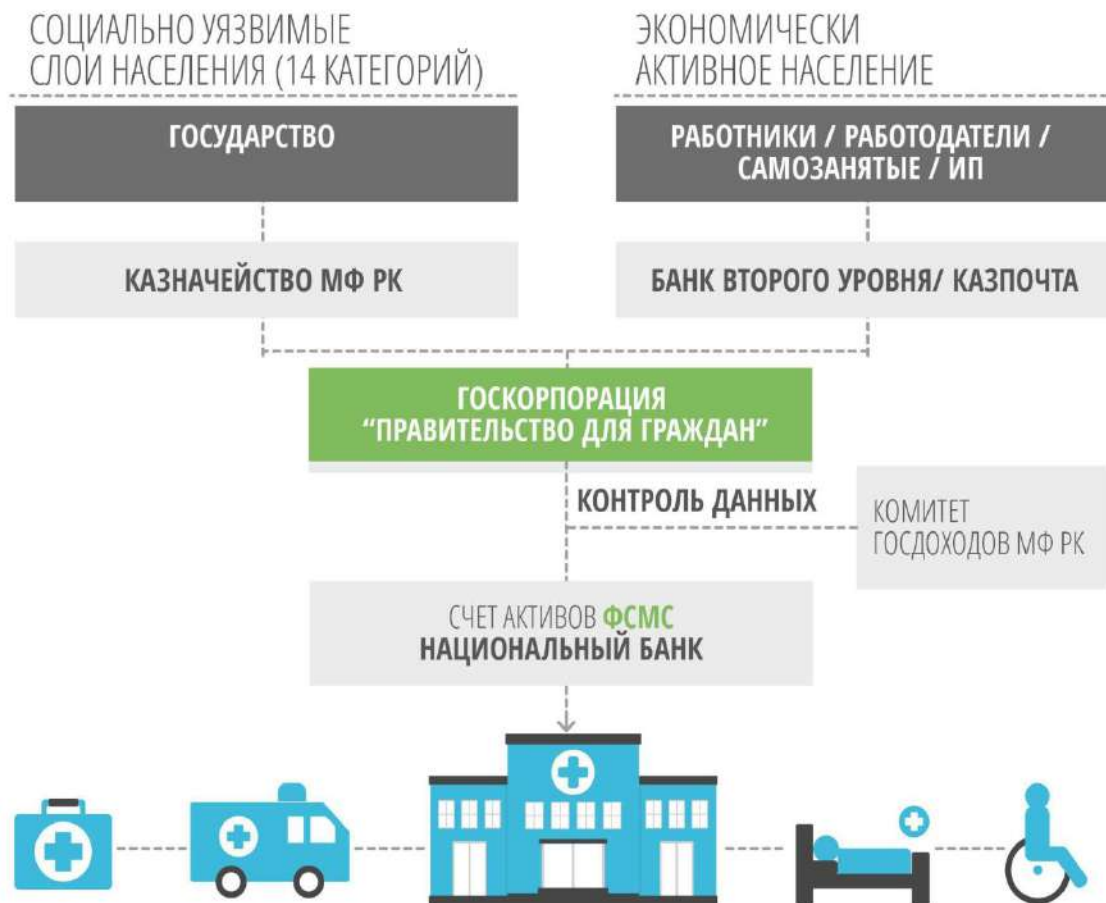 СОЦИАЛЬНО УЯЗВИМЫЕ
СЛОИ НАСЕЛЕНИЯ (14 КАТЕГОРИЙ)
ЭКОНОМИЧЕСКИ
АКТИВНОЕ НАСЕЛЕНИЕ
ГОСУДАРСТВО
РАБОТНИКИ / РАБОТОДАТЕЛИ /
САМОЗАНЯТЫЕ / ИП
КАЗНАЧЕЙСТВО МФ РК
БАНК ВТОРОГО УРОВНЯ/ КАЗПОЧТА
ГОСКОРПОРАЦИЯ
“ПРАВИТЕЛЬСТВО ДЛЯ ГРАЖДАН”
КОНТРОЛЬ ДАННЫХ
КОМИТЕТ
ГОСДОХОДОВ МФ РК
СЧЕТ АКТИВОВ ФСМС
НАЦИОНАЛЬНЫЙ БАНК